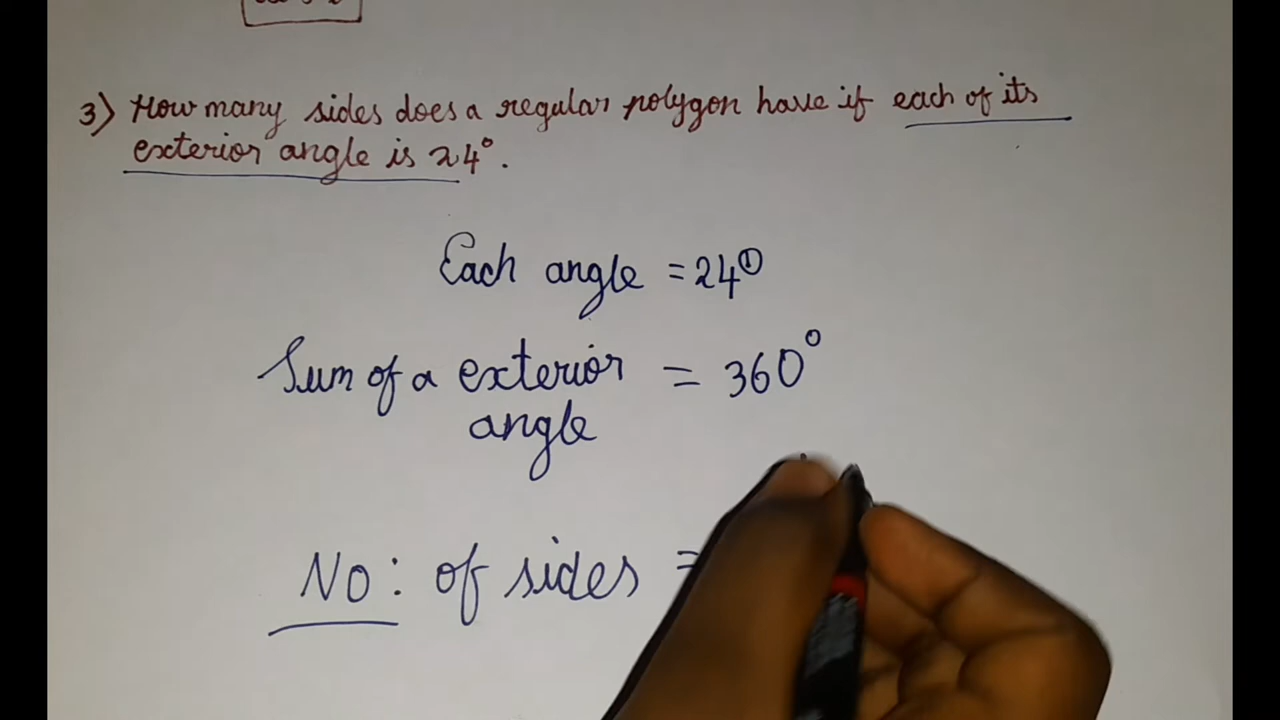 3) How many sides does a regular polygon have if each of its
exterior angle is 24°.
Each angle = 24°
Sum of a exterior = 360°
angle
No: of sides =